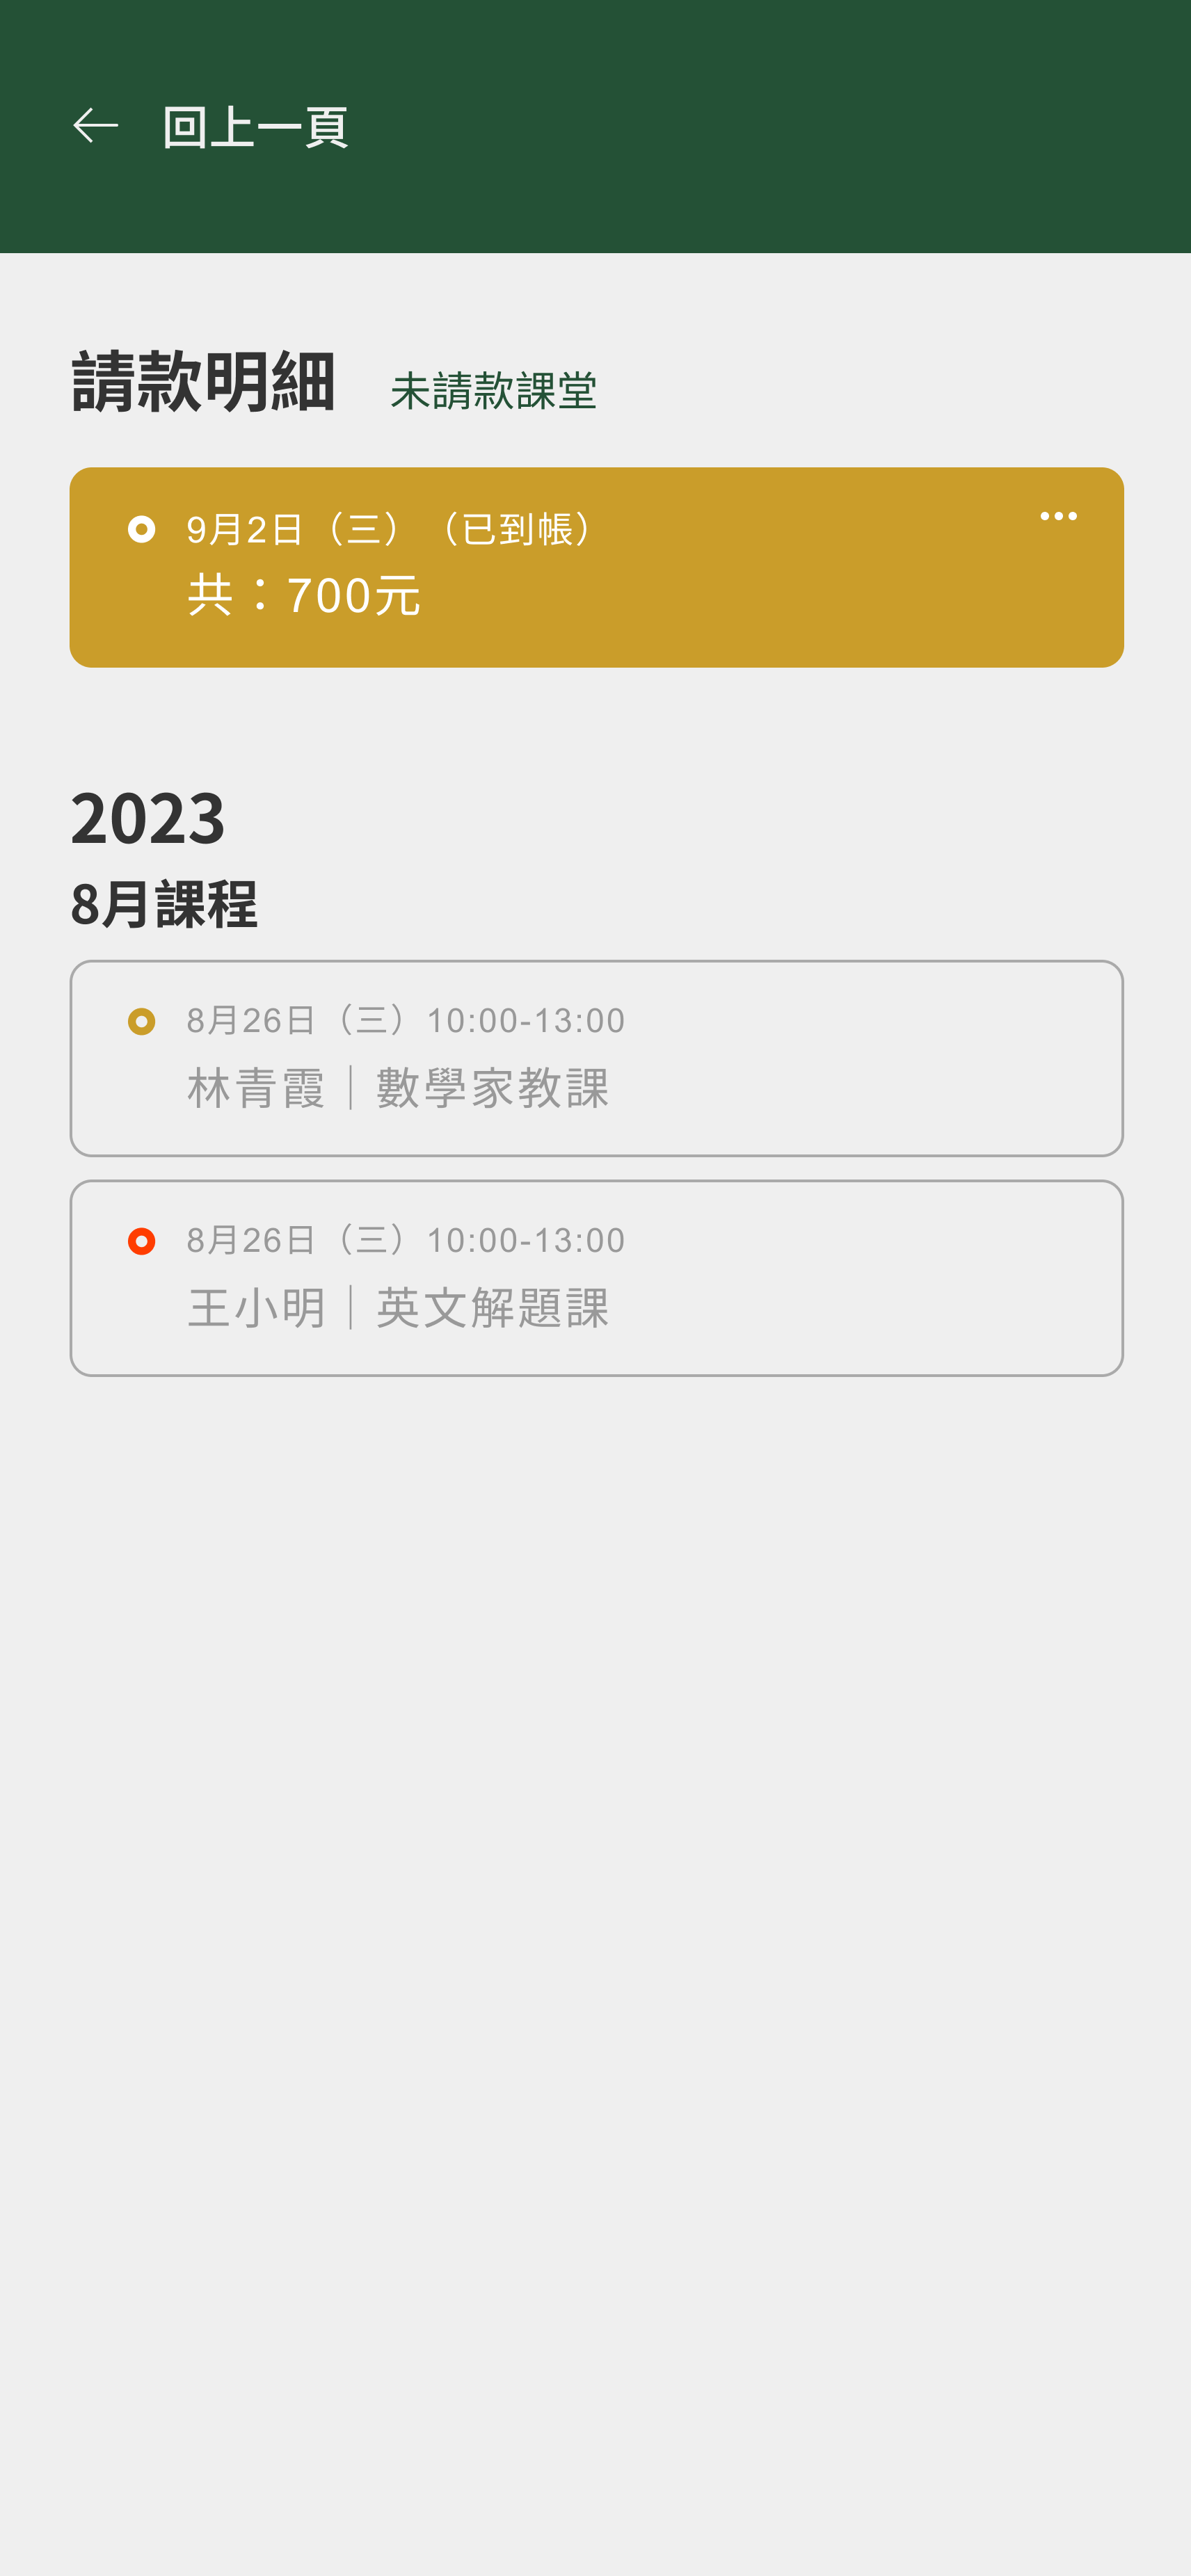 回上一頁
請款明細 未請款課堂
9月2日（三）（已到帳）
共：700元
2023
8月課程
8月26日（三）10:00-13:00
林青霞｜數學家教課
8月26日（三）10:00-13:00
王小明｜英文解題課